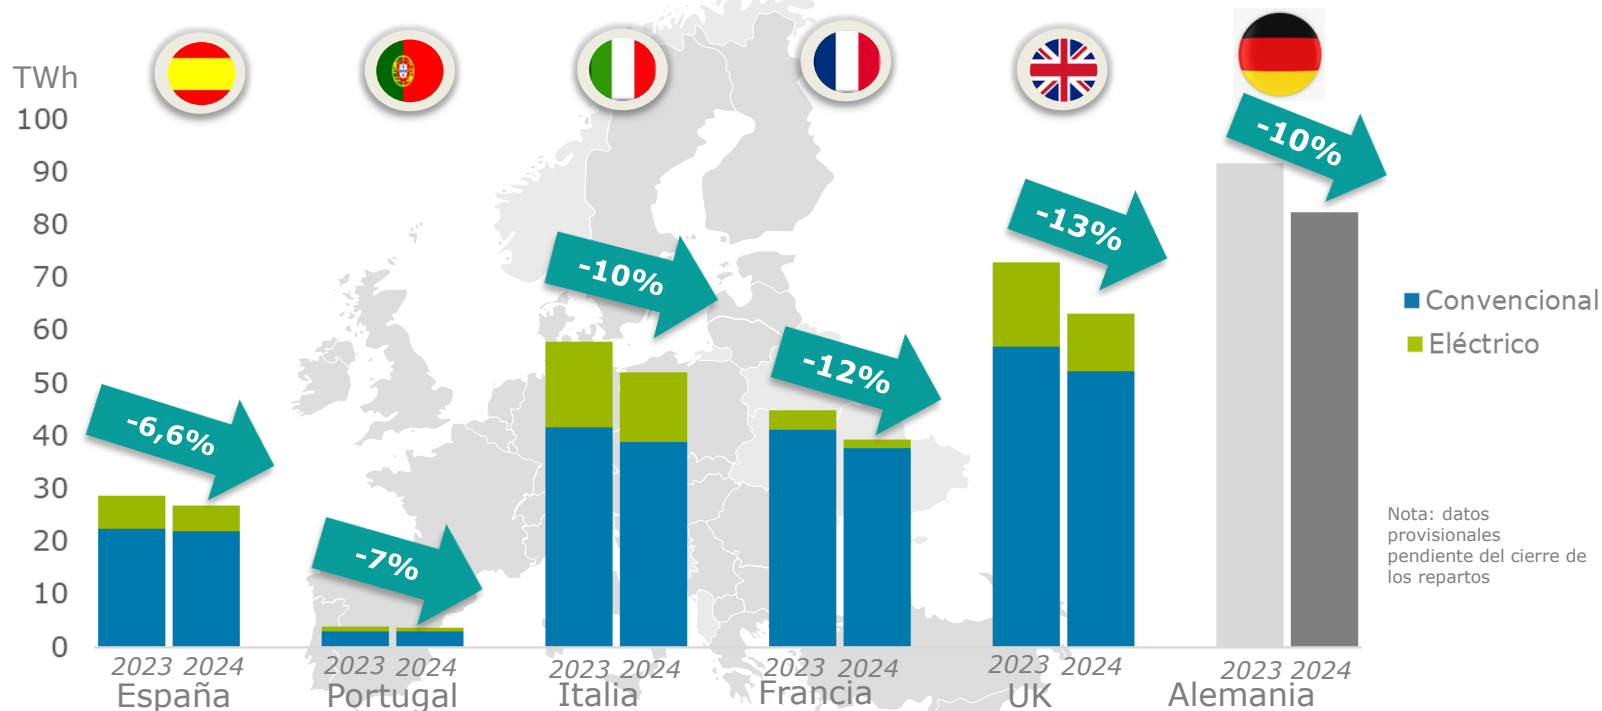 TWh
100
90
80
70
60
50
40
30
20
10
0
-6,6%
-7%
-10%
-12%
-13%
-10%
2023 2024
España
2023 2024
Portugal
2023 2024
Italia
2023 2024
Francia
2023 2024
UK
2023 2024
Alemania
Convencional
Eléctrico
Nota: datos
provisionales
pendiente del cierre de
los repartos